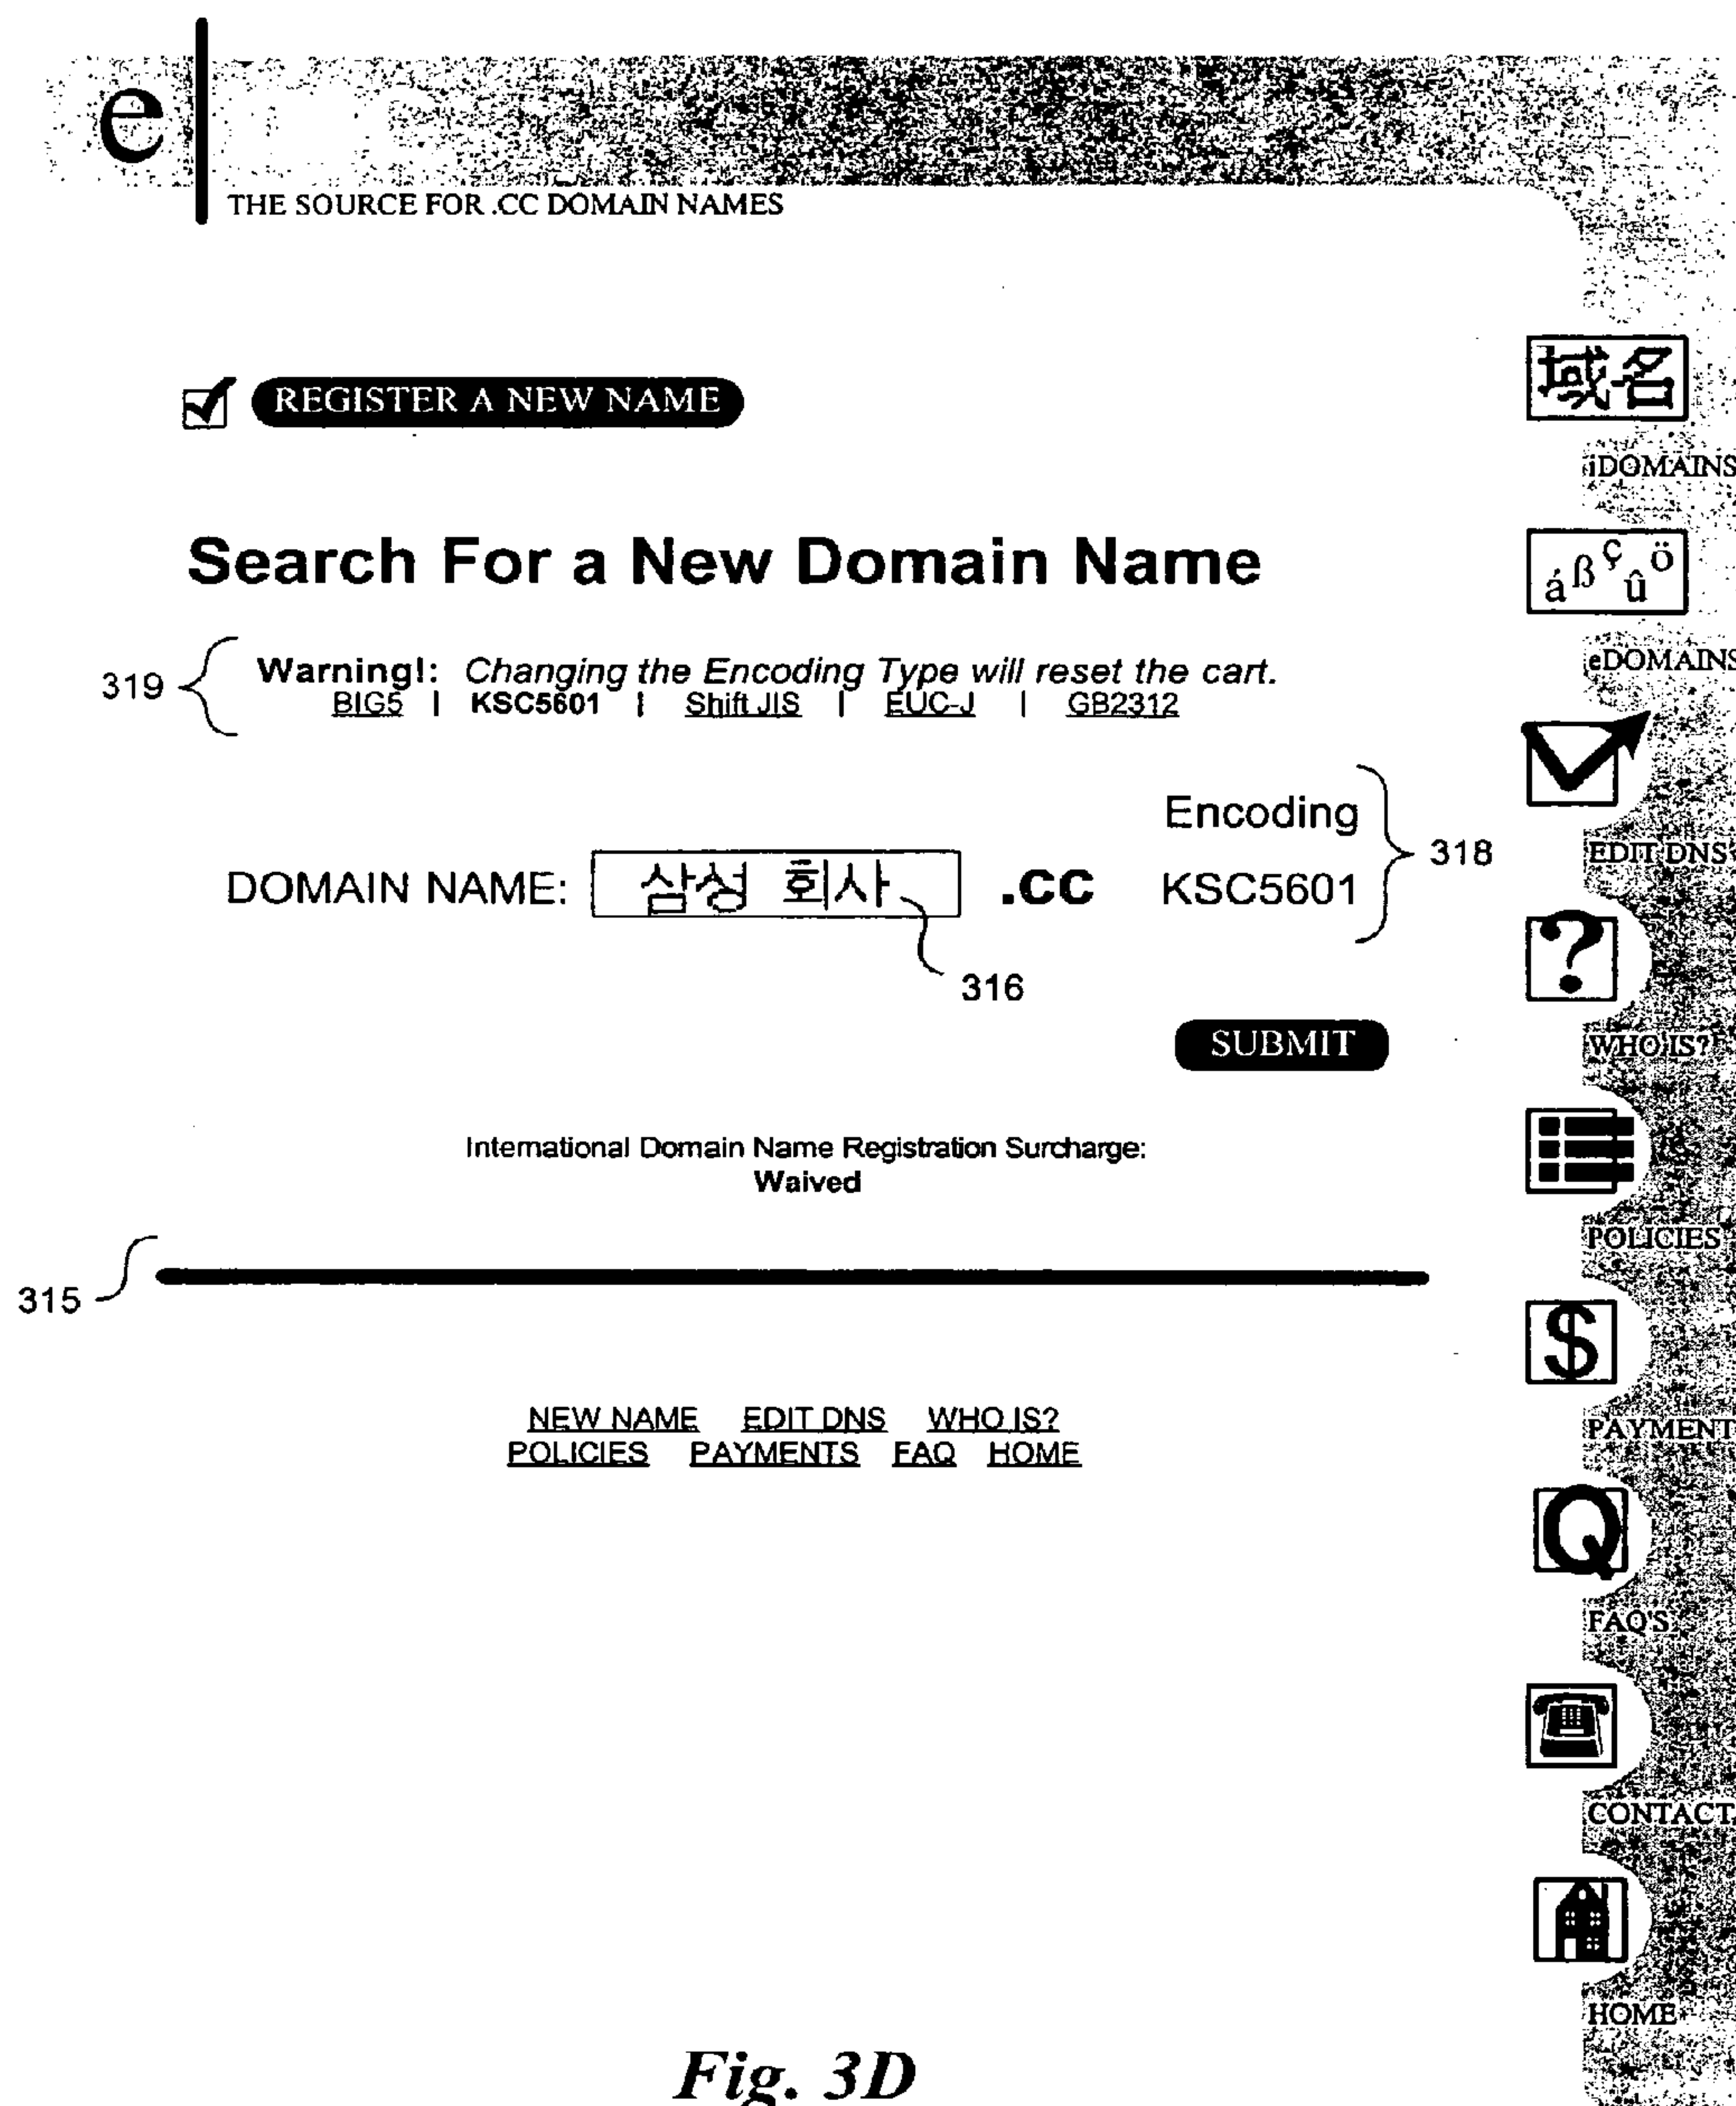 e
THE SOURCE FOR .CC DOMAIN NAMES
REGISTER A NEW NAME
Search For a New Domain Name
319
Warning!: Changing the Encoding Type will reset the cart.
BIG5 | KSC5601 | Shift JIS | EUC-J | GB2312
Encoding
318
DOMAIN NAME: 삼성 회사 .cc KSC5601
316
SUBMIT
International Domain Name Registration Surcharge:
Waived
315
NEW NAME EDIT DNS WHO IS?
POLICIES PAYMENTS FAQ HOME
域名
iDOMAINS
á ß ç û ö
eDOMAINS
EDIT DNS
?
WHO IS?
POLICIES
$
PAYMENT
Q
FAQ'S
CONTACT
HOME
Fig. 3D